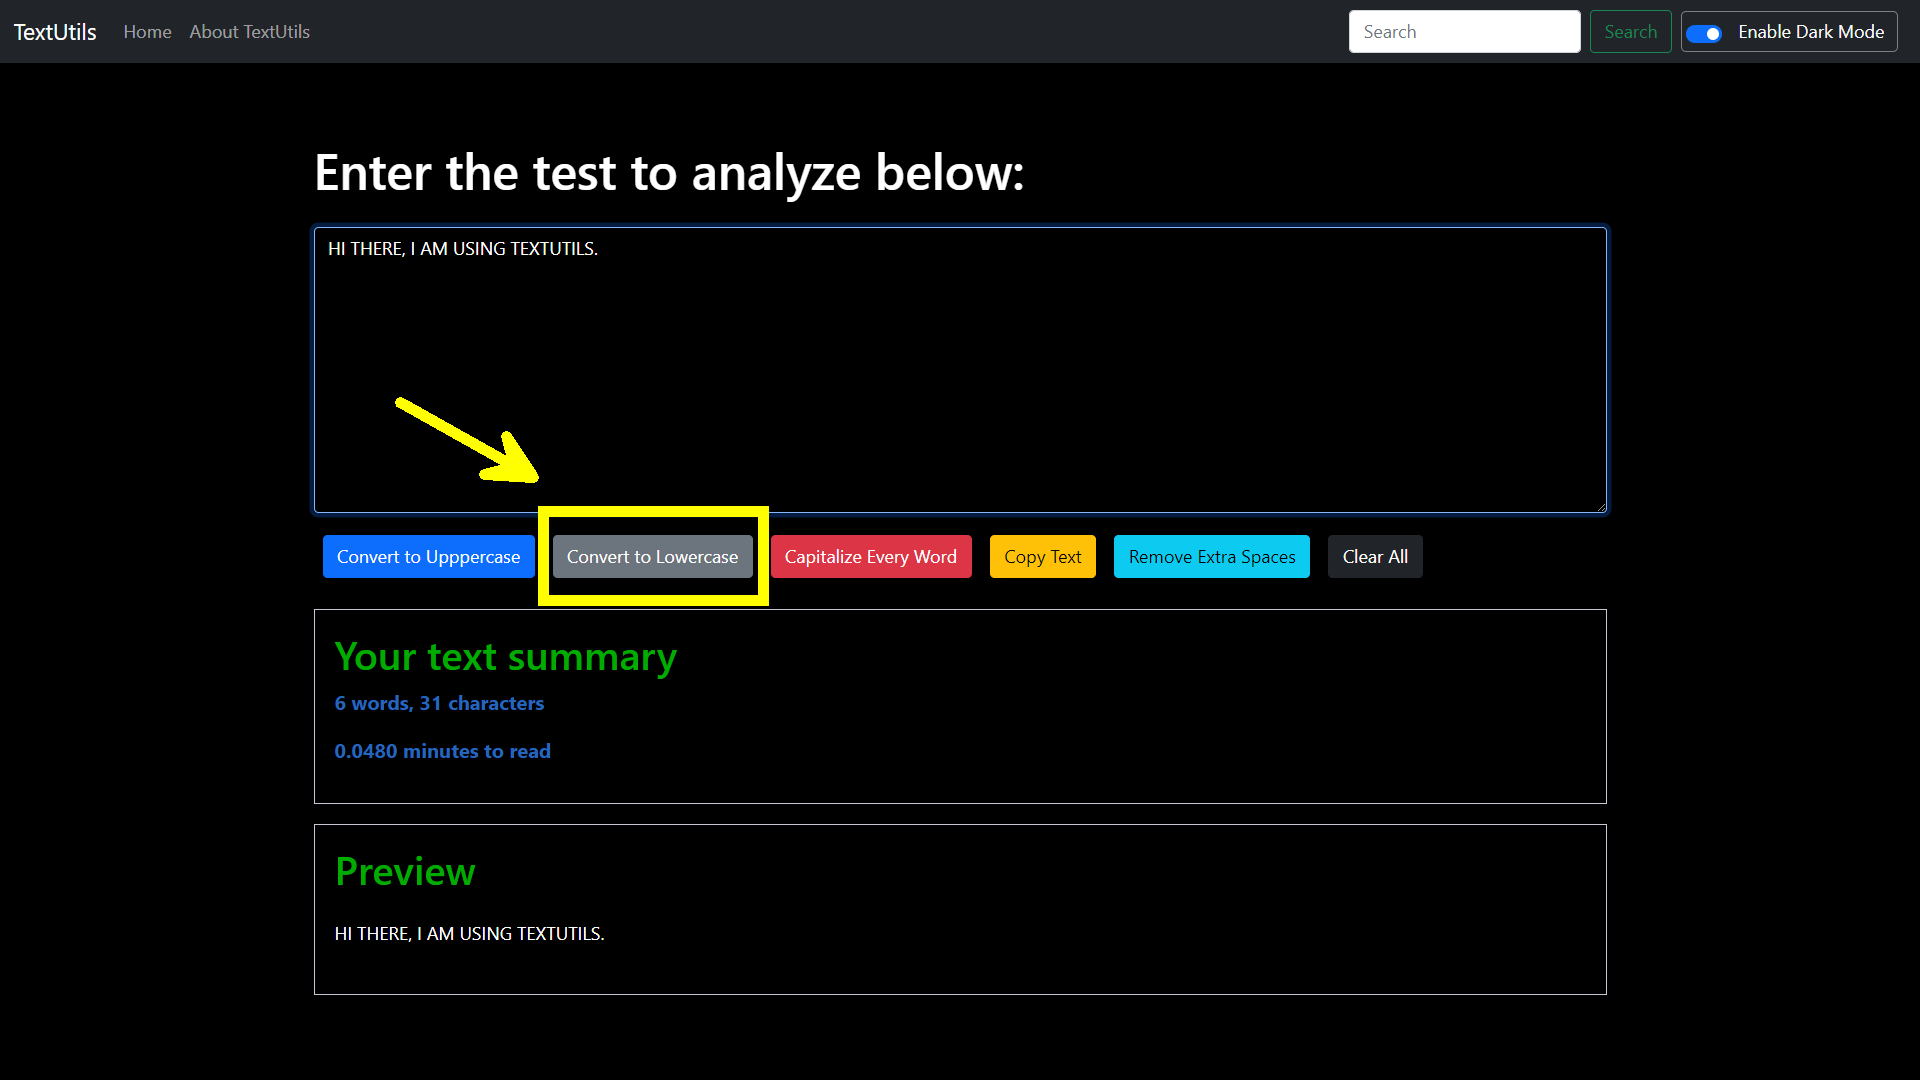 TextUtils Home About TextUtils Search Search Enable Dark Mode
Enter the test to analyze below:
HI THERE, I AM USING TEXTUTILS.
Convert to Upppercase Convert to Lowercase Capitalize Every Word Copy Text Remove Extra Spaces Clear All
Your text summary
6 words, 31 characters
0.0480 minutes to read
Preview
HI THERE, I AM USING TEXTUTILS.